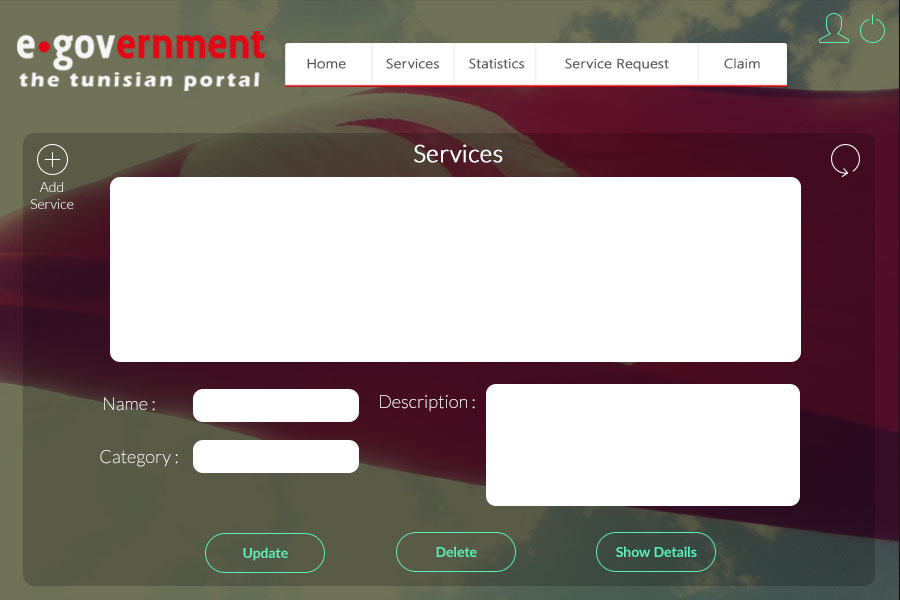 e•government
the tunisian portal
Home
Services
Statistics
Service Request
Claim
Services
Add
Service
Name :
Description :
Category :
Update
Delete
Show Details